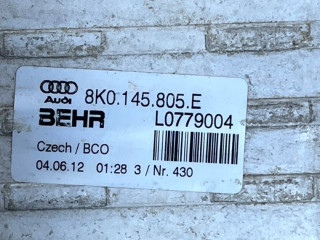 Audi 8K0.145.805.E
BEHR L0779004
Czech / BCO
04.06.12 01:28 3 / Nr. 430